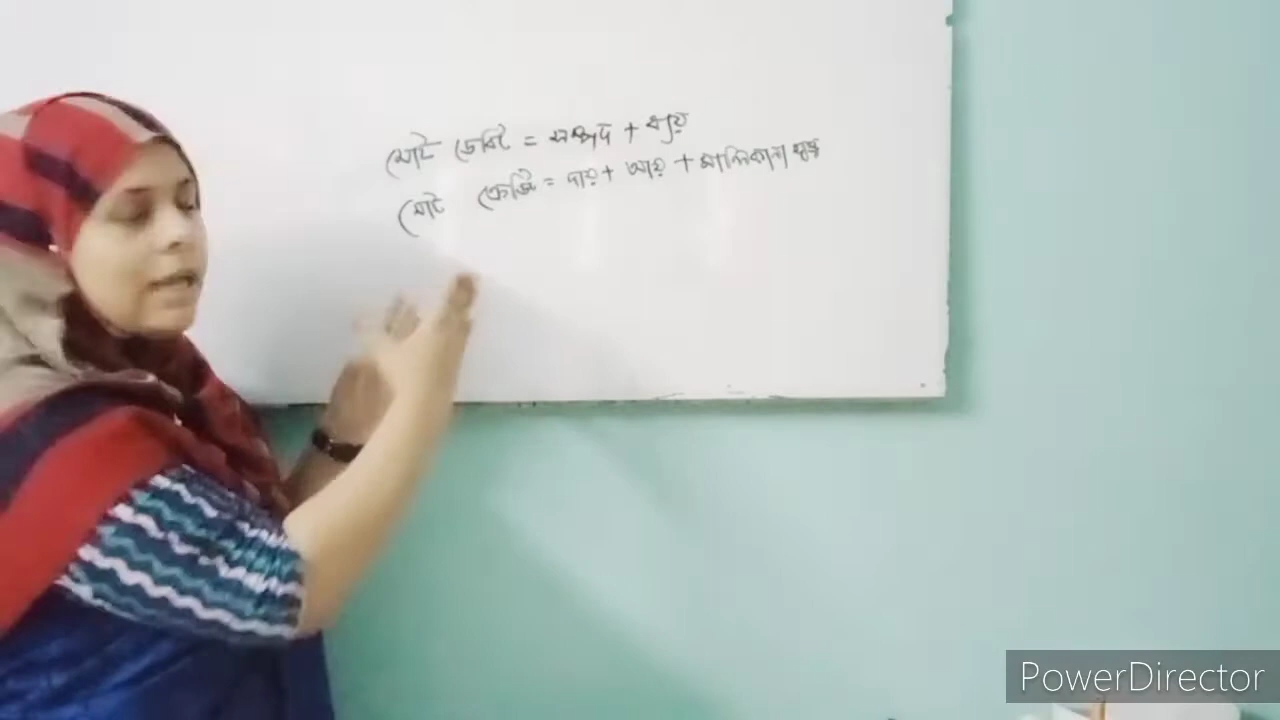 মোট ডেবিট = সম্পদ + ব্যয়
মোট ক্রেডিট = দায় + আয় + মালিকানা স্বত্ব
PowerDirector